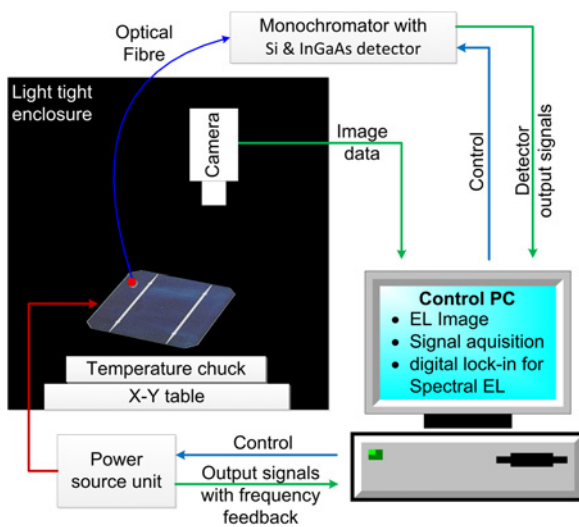 Optical
Fibre
Monochromator with
Si & InGaAs detector
Light tight
enclosure
Camera
Image
data
Control
Detector
output signals
Control PC
• EL Image
• Signal aquisition
• digital lock-in for
Spectral EL
Temperature chuck
X-Y table
Power
source unit
Control
Output signals
with frequency
feedback